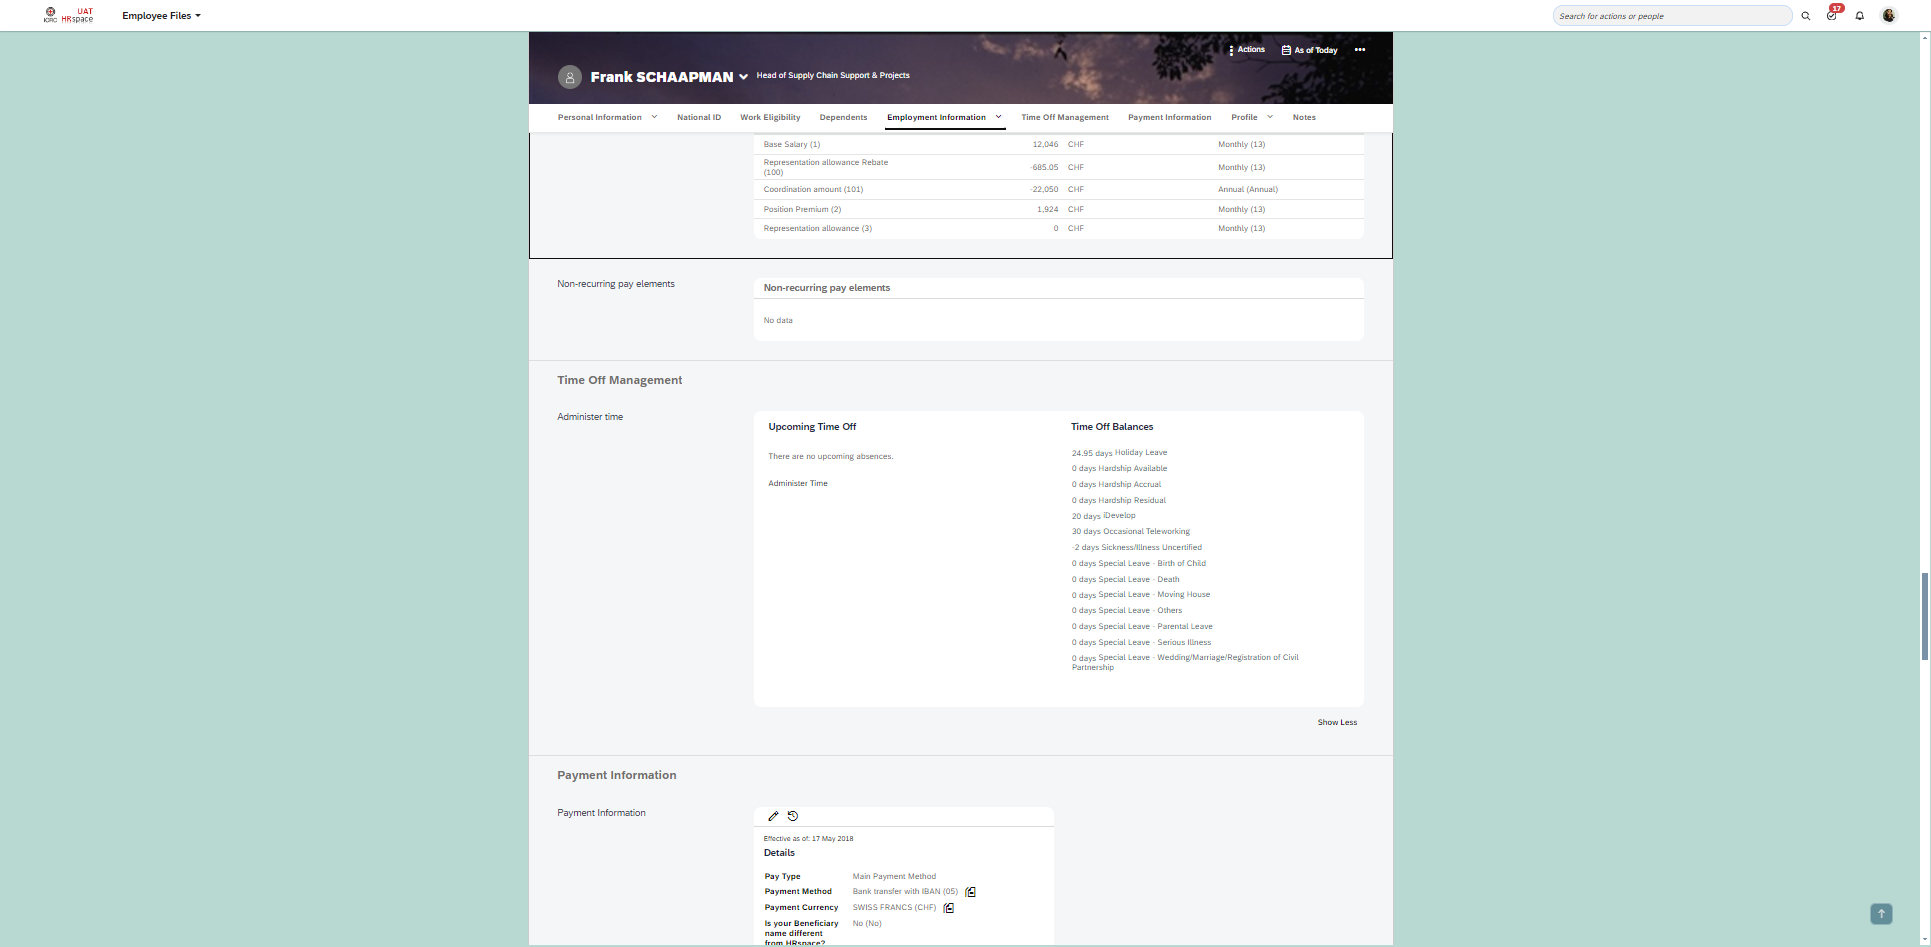 ICRC UAT HRspace Employee Files Search for actions or people 17
Actions As of Today
Frank SCHAAPMAN Head of Supply Chain Support & Projects
Personal Information National ID Work Eligibility Dependents Employment Information Time Off Management Payment Information Profile Notes
Base Salary (1) 12,046 CHF Monthly (13)
Representation allowance Rebate
(100) -685.05 CHF Monthly (13)
Coordination amount (101) -22,050 CHF Annual (Annual)
Position Premium (2) 1,924 CHF Monthly (13)
Representation allowance (3) 0 CHF Monthly (13)
Non-recurring pay elements
Non-recurring pay elements
No data
Time Off Management
Administer time
Upcoming Time Off
There are no upcoming absences.
Administer Time
Time Off Balances
24.95 days Holiday Leave
0 days Hardship Available
0 days Hardship Accrual
0 days Hardship Residual
20 days iDevelop
30 days Occasional Teleworking
-2 days Sickness/Illness Uncertified
0 days Special Leave - Birth of Child
0 days Special Leave - Death
0 days Special Leave - Moving House
0 days Special Leave - Others
0 days Special Leave - Parental Leave
0 days Special Leave - Serious Illness
0 days Special Leave - Wedding/Marriage/Registration of Civil
Partnership
Show Less
Payment Information
Payment Information
Effective as of: 17 May 2018
Details
Pay Type Main Payment Method
Payment Method Bank transfer with IBAN (05)
Payment Currency SWISS FRANCS (CHF)
Is your Beneficiary No (No)
name different
from HRspace?